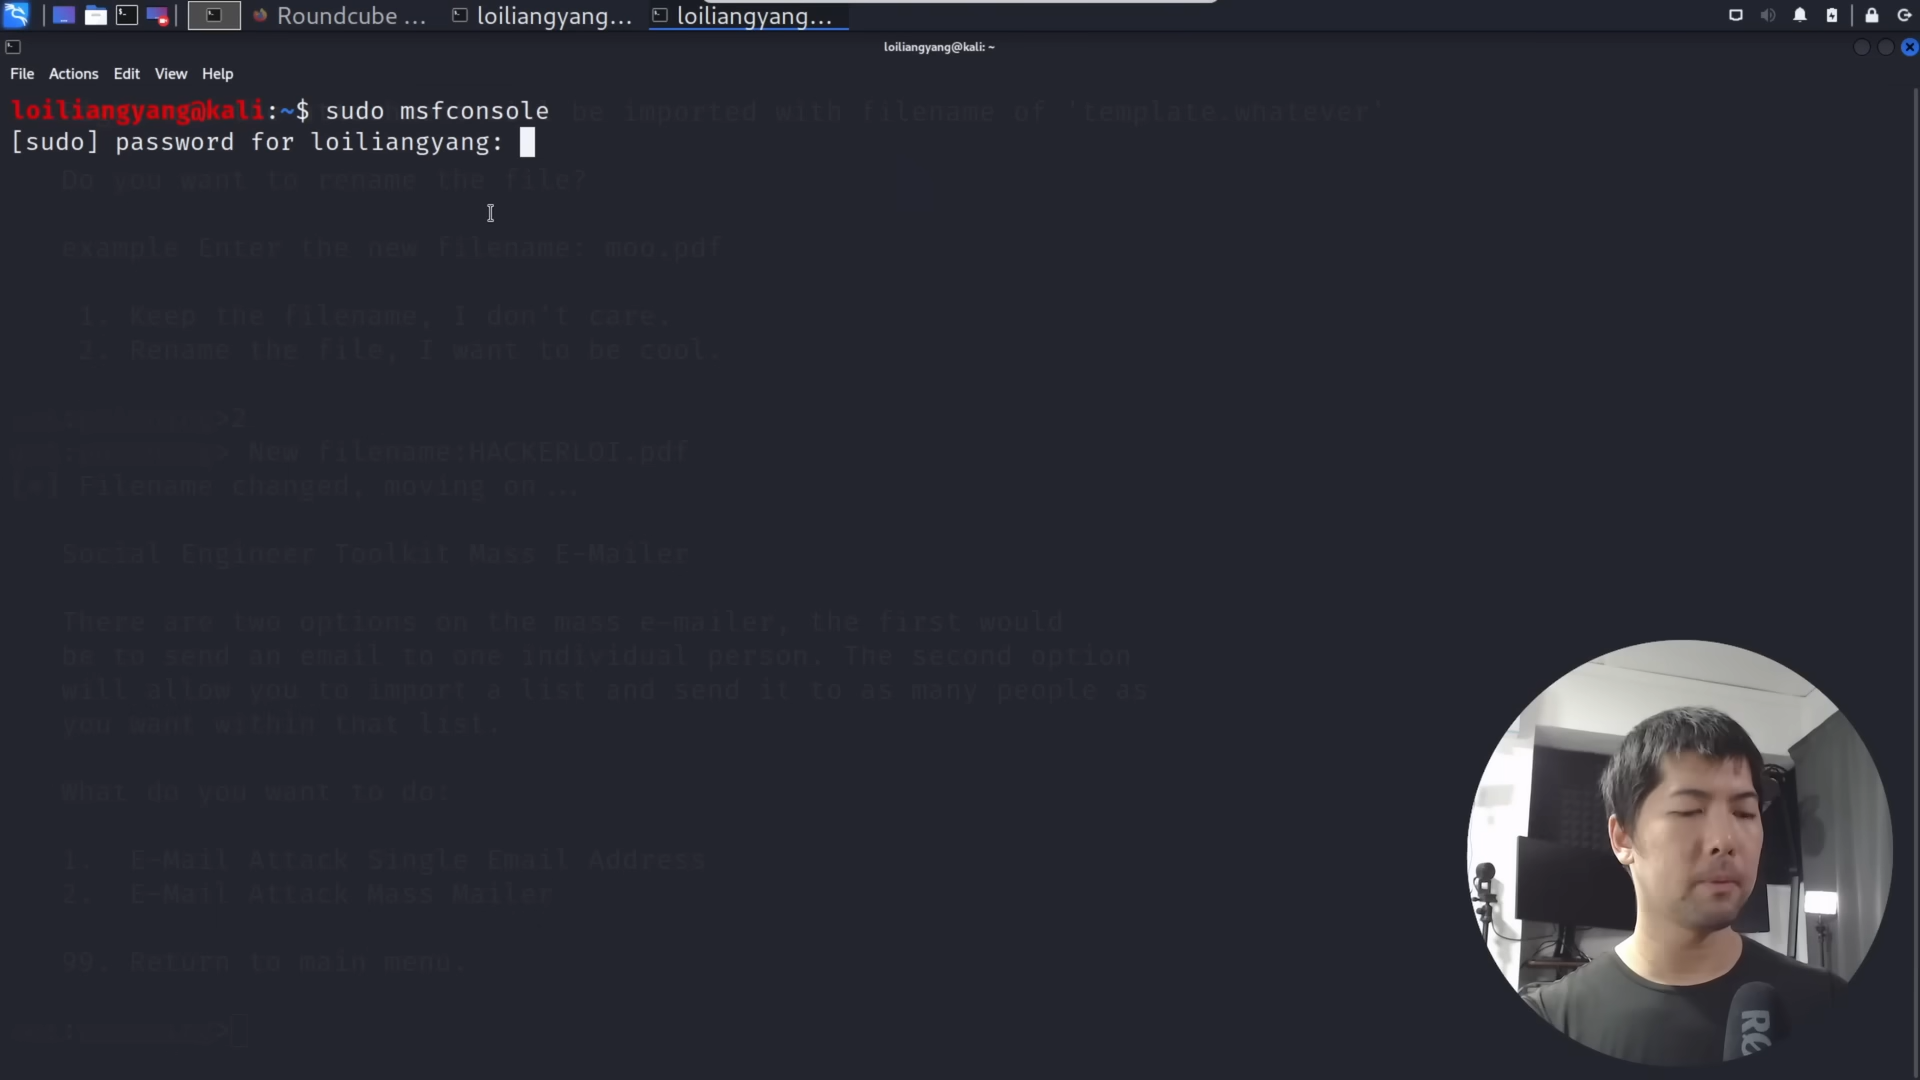 Roundcube ...
loiliangyang...
loiliangyang...
loiliangyang@kali: ~
File Actions Edit View Help
loiliangyang@kali:~$ sudo msfconsole
be imported with filename of 'template.whatever'
[sudo] password for loiliangyang:
Do you want to rename the file?
example Enter the new filename: moo.pdf
1. Keep the filename, I don't care.
2. Rename the file, I want to be cool.
>2
> New filename:HACKERLOI.pdf
[*] Filename changed, moving on...
Social Engineer Toolkit Mass E-Mailer
There are two options on the mass e-mailer, the first would
be to send an email to one individual person. The second option
will allow you to import a list and send it to as many people as
you want within that list.
What do you want to do:
1. E-Mail Attack Single Email Address
2. E-Mail Attack Mass Mailer
99. Return to main menu.
>